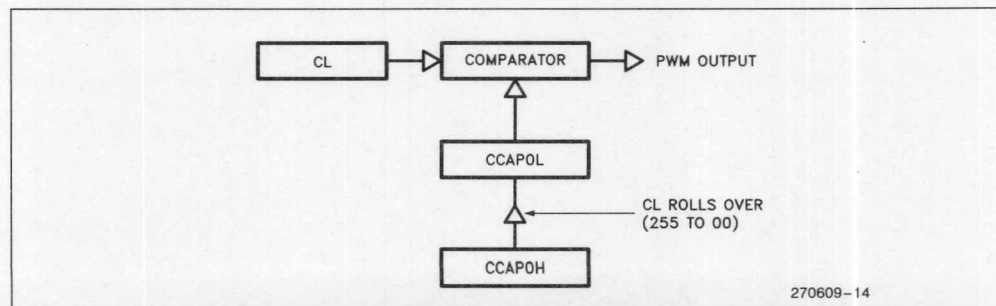 CL
COMPARATOR
PWM OUTPUT
CCAP0L
CL ROLLS OVER
(255 TO 00)
CCAP0H
270609-14